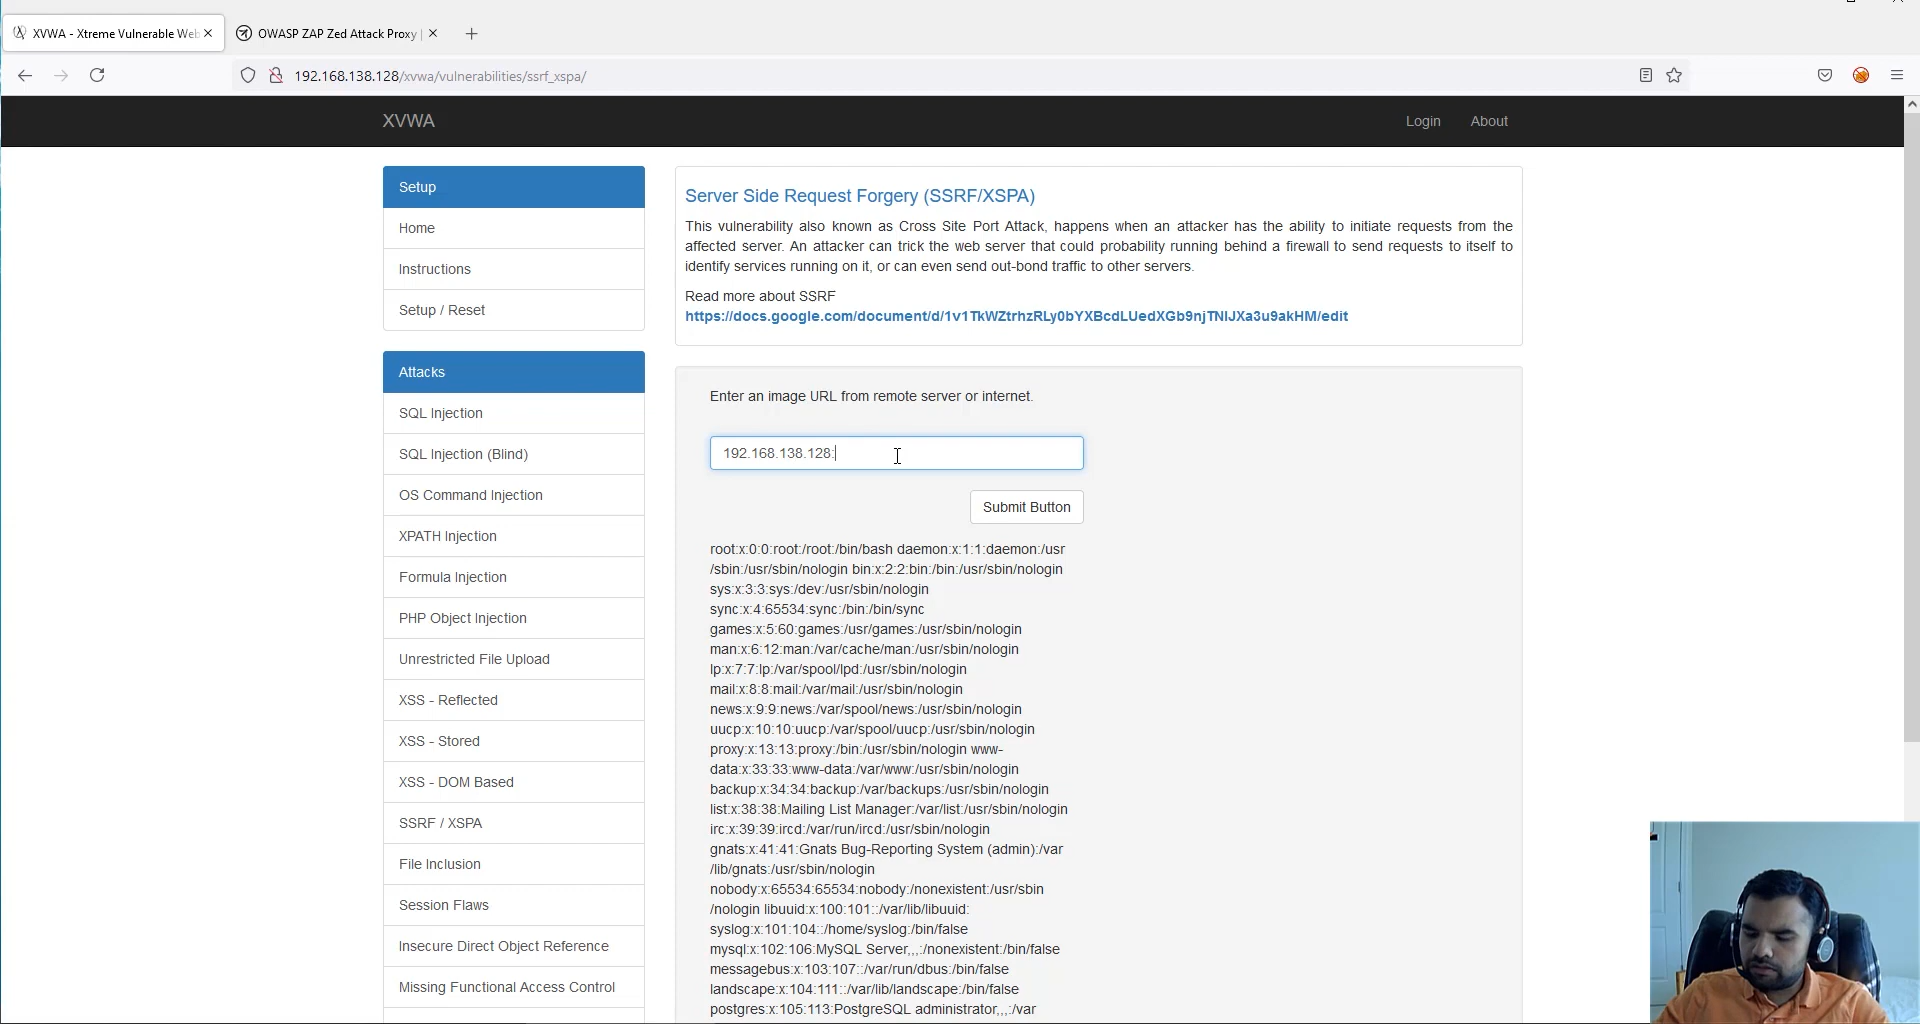 XVWA - Xtreme Vulnerable Web
OWASP ZAP Zed Attack Proxy |
192.168.138.128/xvwa/vulnerabilities/ssrf_xspa/
XVWA
Login
About
Setup
Home
Instructions
Setup / Reset
Attacks
SQL Injection
SQL Injection (Blind)
OS Command Injection
XPATH Injection
Formula Injection
PHP Object Injection
Unrestricted File Upload
XSS - Reflected
XSS - Stored
XSS - DOM Based
SSRF / XSPA
File Inclusion
Session Flaws
Insecure Direct Object Reference
Missing Functional Access Control
Server Side Request Forgery (SSRF/XSPA)
This vulnerability also known as Cross Site Port Attack, happens when an attacker has the ability to initiate requests from the
affected server. An attacker can trick the web server that could probability running behind a firewall to send requests to itself to
identify services running on it, or can even send out-bond traffic to other servers.
Read more about SSRF
https://docs.google.com/document/d/1v1TkWZtrhzRLy0bYXBcdLUedXGb9njTNIJXa3u9akHM/edit
Enter an image URL from remote server or internet.
192.168.138.128:
Submit Button
root:x:0:0:root:/root:/bin/bash daemon:x:1:1:daemon:/usr
/sbin:/usr/sbin/nologin bin:x:2:2:bin:/bin:/usr/sbin/nologin
sys:x:3:3:sys:/dev:/usr/sbin/nologin
sync:x:4:65534:sync:/bin:/bin/sync
games:x:5:60:games:/usr/games:/usr/sbin/nologin
man:x:6:12:man:/var/cache/man:/usr/sbin/nologin
lp:x:7:7:lp:/var/spool/lpd:/usr/sbin/nologin
mail:x:8:8:mail:/var/mail:/usr/sbin/nologin
news:x:9:9:news:/var/spool/news:/usr/sbin/nologin
uucp:x:10:10:uucp:/var/spool/uucp:/usr/sbin/nologin
proxy:x:13:13:proxy:/bin:/usr/sbin/nologin www-
data:x:33:33:www-data:/var/www:/usr/sbin/nologin
backup:x:34:34:backup:/var/backups:/usr/sbin/nologin
list:x:38:38:Mailing List Manager:/var/list:/usr/sbin/nologin
irc:x:39:39:ircd:/var/run/ircd:/usr/sbin/nologin
gnats:x:41:41:Gnats Bug-Reporting System (admin):/var
/lib/gnats:/usr/sbin/nologin
nobody:x:65534:65534:nobody:/nonexistent:/usr/sbin
/nologin libuuid:x:100:101::/var/lib/libuuid:
syslog:x:101:104::/home/syslog:/bin/false
mysql:x:102:106:MySQL Server,,,:/nonexistent:/bin/false
messagebus:x:103:107::/var/run/dbus:/bin/false
landscape:x:104:111::/var/lib/landscape:/bin/false
postgres:x:105:113:PostgreSQL administrator,,,:/var